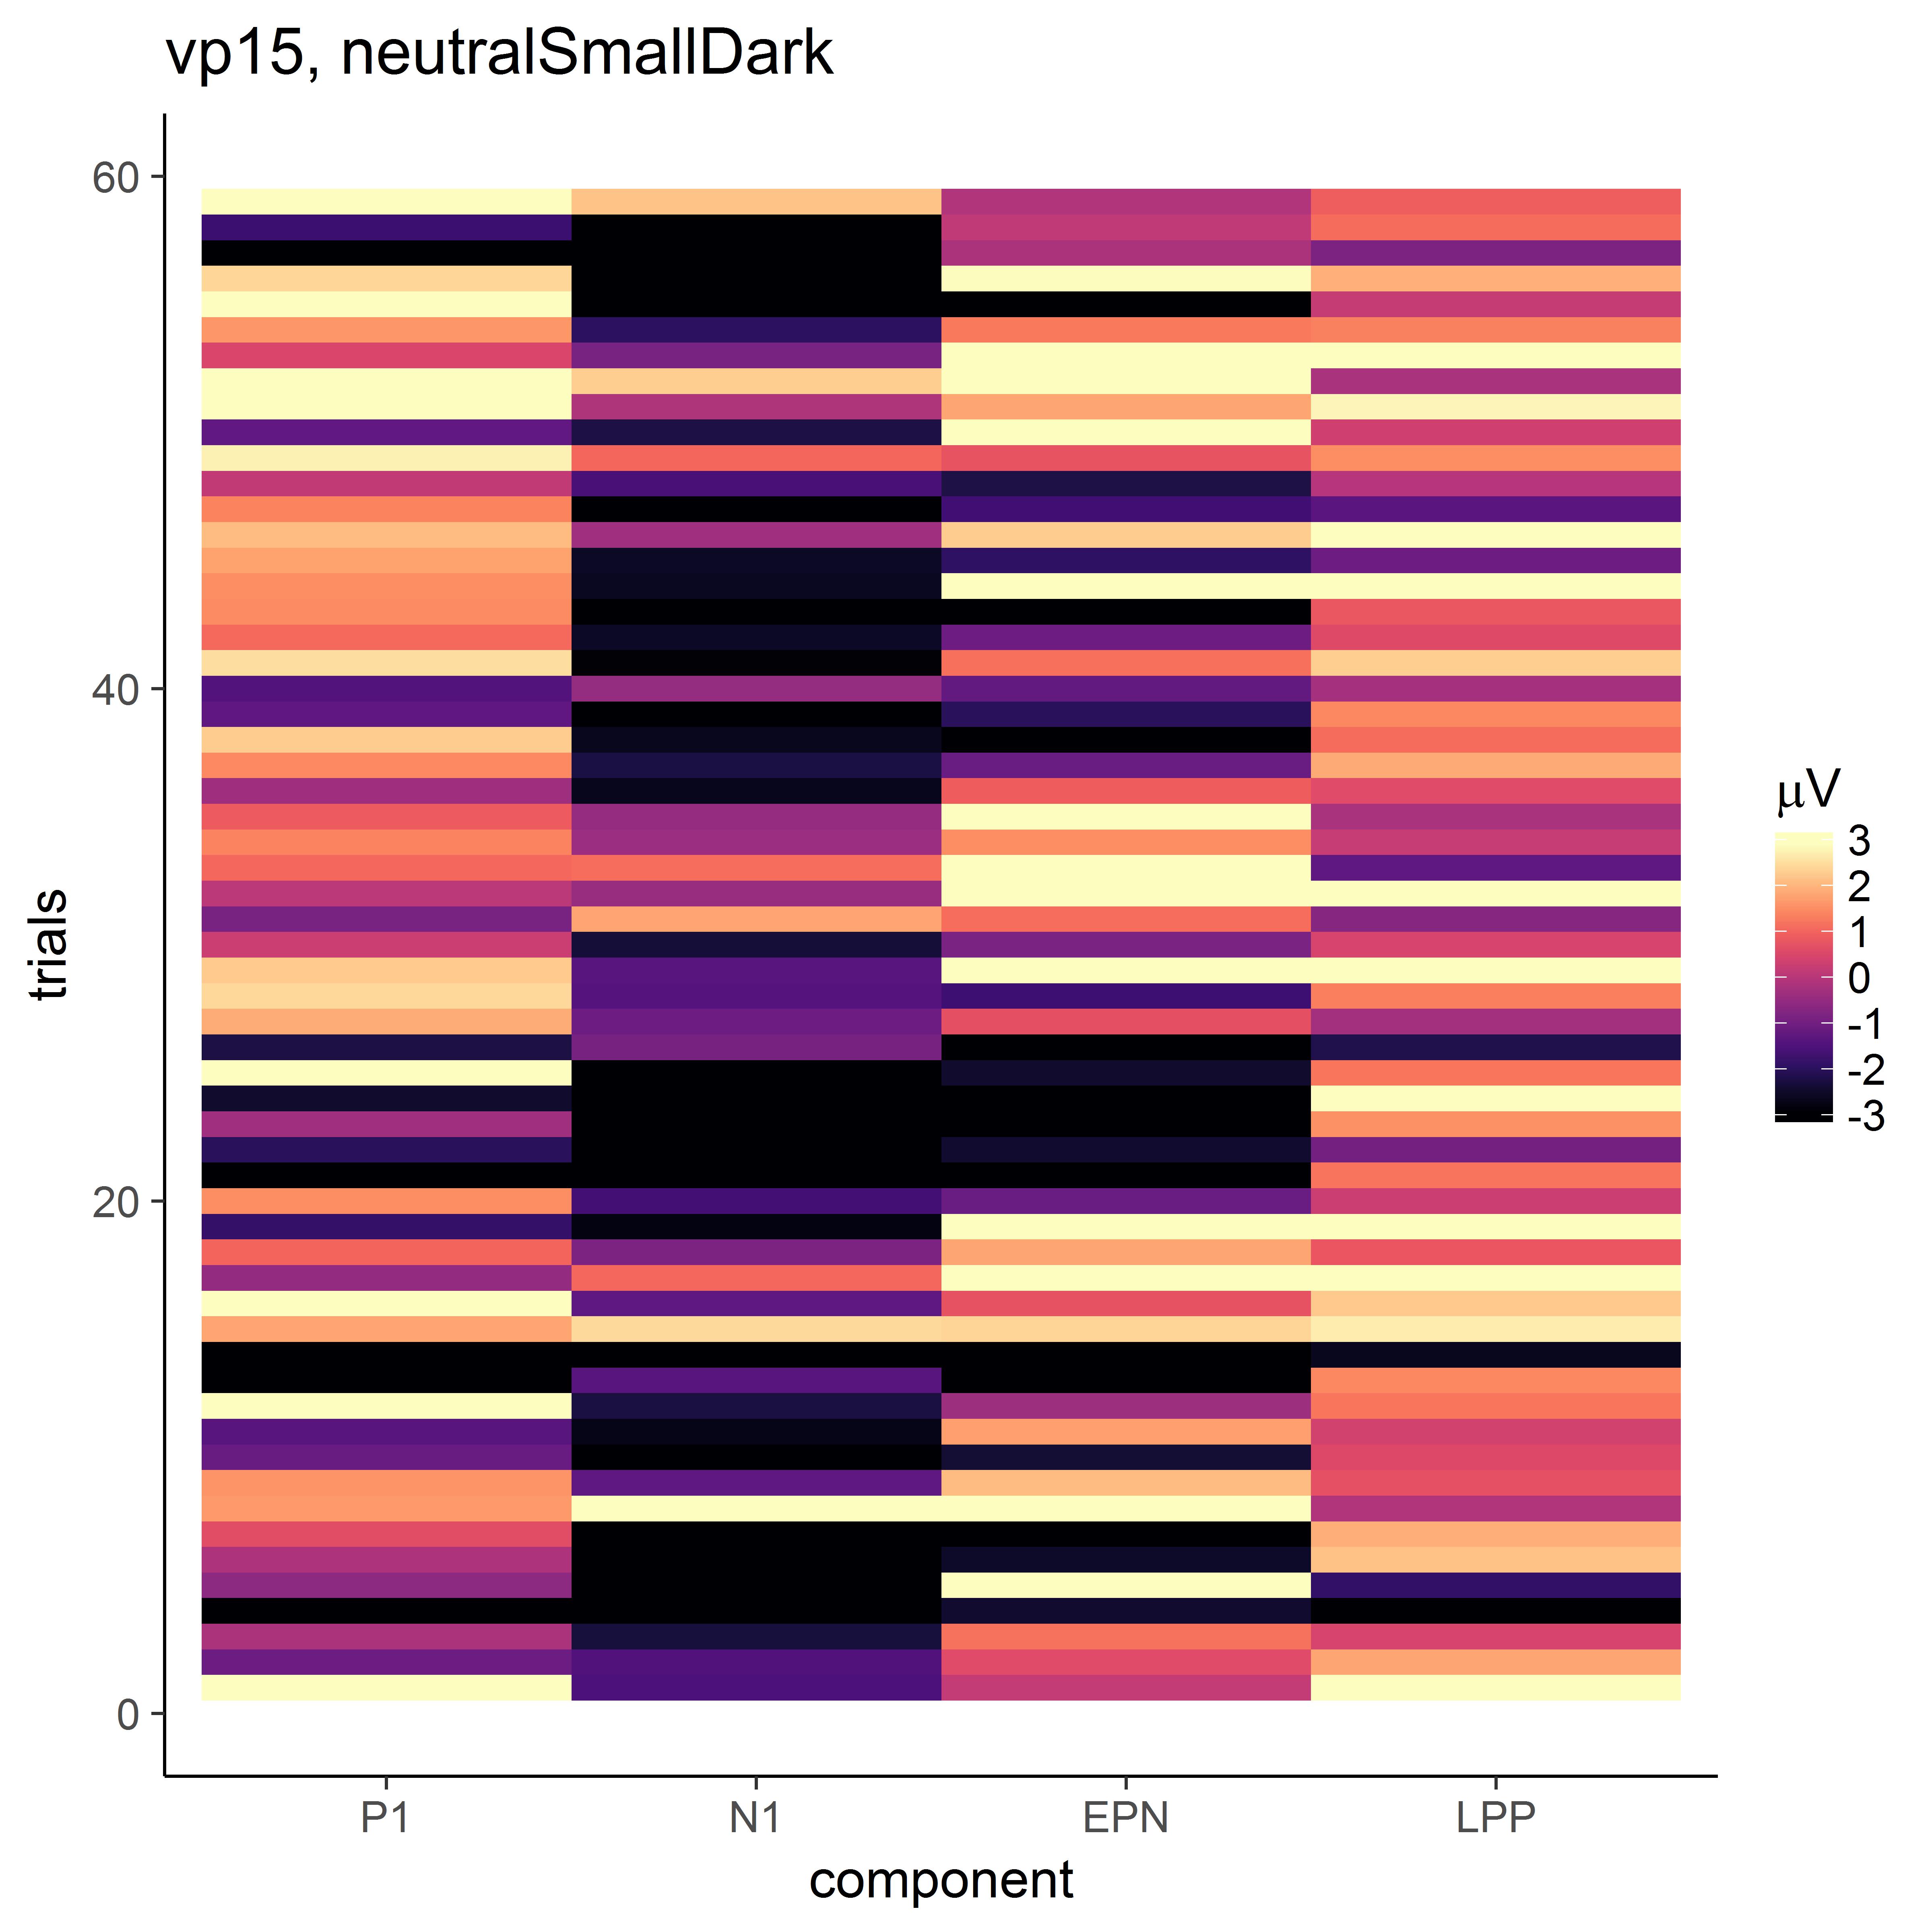 vp15, neutralSmallDark
60
40
20
0
trials
P1 N1 EPN LPP
component
μV
3
2
1
0
-1
-2
-3